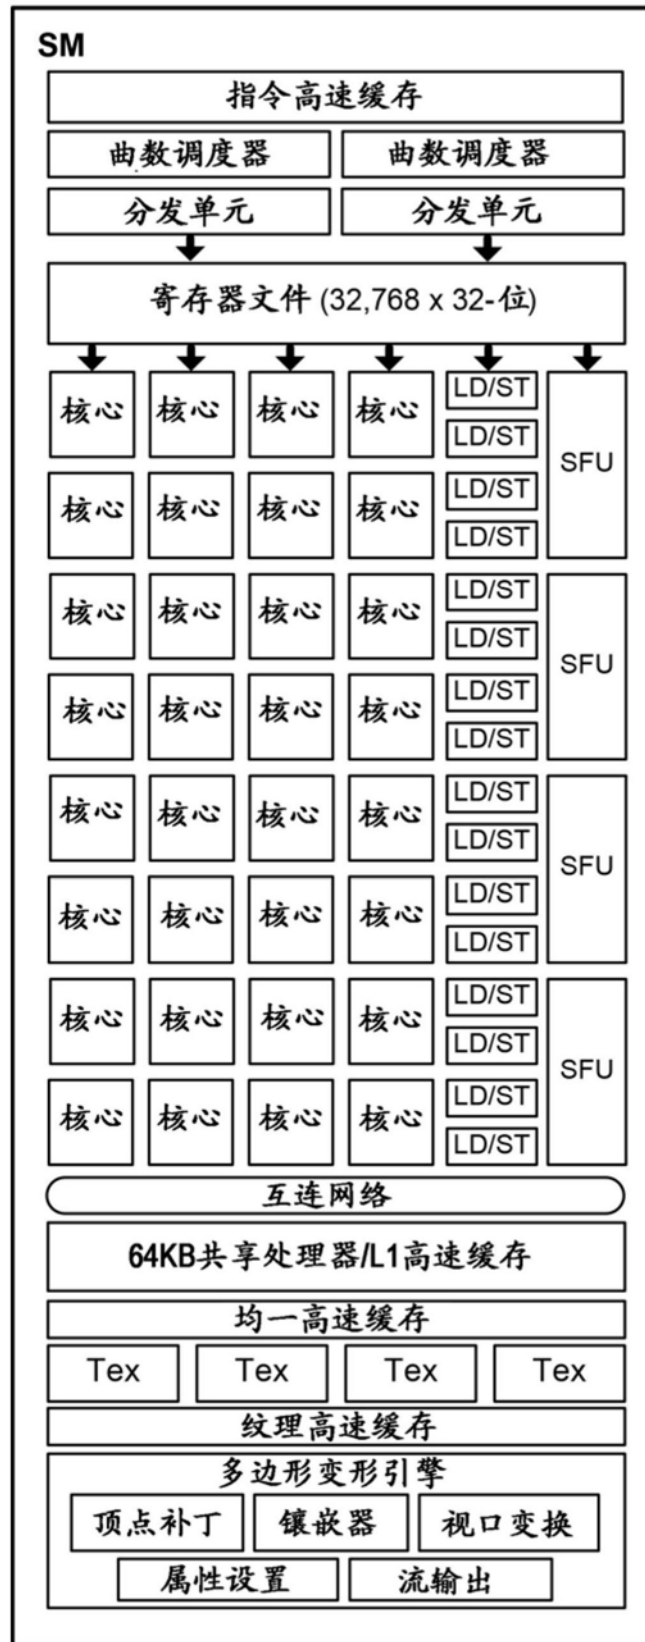 SM
指令高速缓存
曲数调度器 曲数调度器
分发单元 分发单元
寄存器文件 (32,768 x 32-位)
核心 核心 核心 核心 LD/ST SFU
LD/ST
核心 核心 核心 核心 LD/ST
LD/ST
核心 核心 核心 核心 LD/ST SFU
LD/ST
核心 核心 核心 核心 LD/ST
LD/ST
核心 核心 核心 核心 LD/ST SFU
LD/ST
核心 核心 核心 核心 LD/ST
LD/ST
核心 核心 核心 核心 LD/ST SFU
LD/ST
核心 核心 核心 核心 LD/ST
LD/ST
互连网络
64KB共享处理器/L1高速缓存
均一高速缓存
Tex Tex Tex Tex
纹理高速缓存
多边形变形引擎
顶点补丁 镶嵌器 视口变换
属性设置 流输出